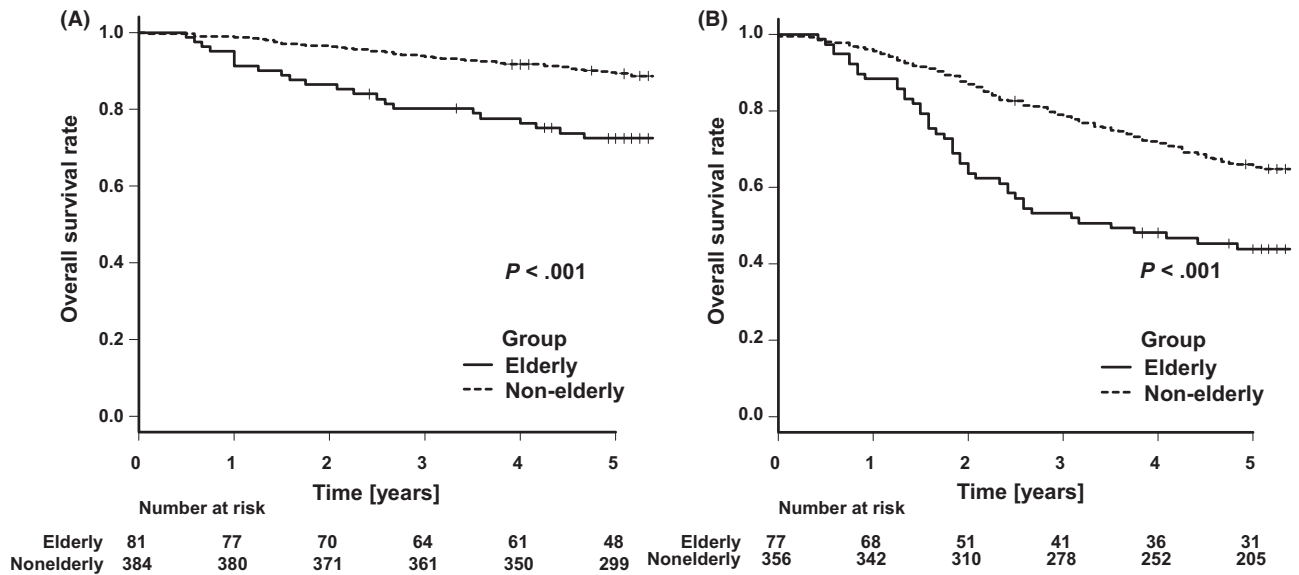 (A)
1.0
0.8
0.6
0.4
0.2
0.0
Overall survival rate
P < .001
Group
Elderly
Non-elderly
0 1 2 3 4 5
Time [years]
Number at risk
Elderly 81 77 70 64 61 48
Nonelderly 384 380 371 361 350 299
(B)
1.0
0.8
0.6
0.4
0.2
0.0
Overall survival rate
P < .001
Group
Elderly
Non-elderly
0 1 2 3 4 5
Time [years]
Number at risk
Elderly 77 68 51 41 36 31
Nonelderly 356 342 310 278 252 205